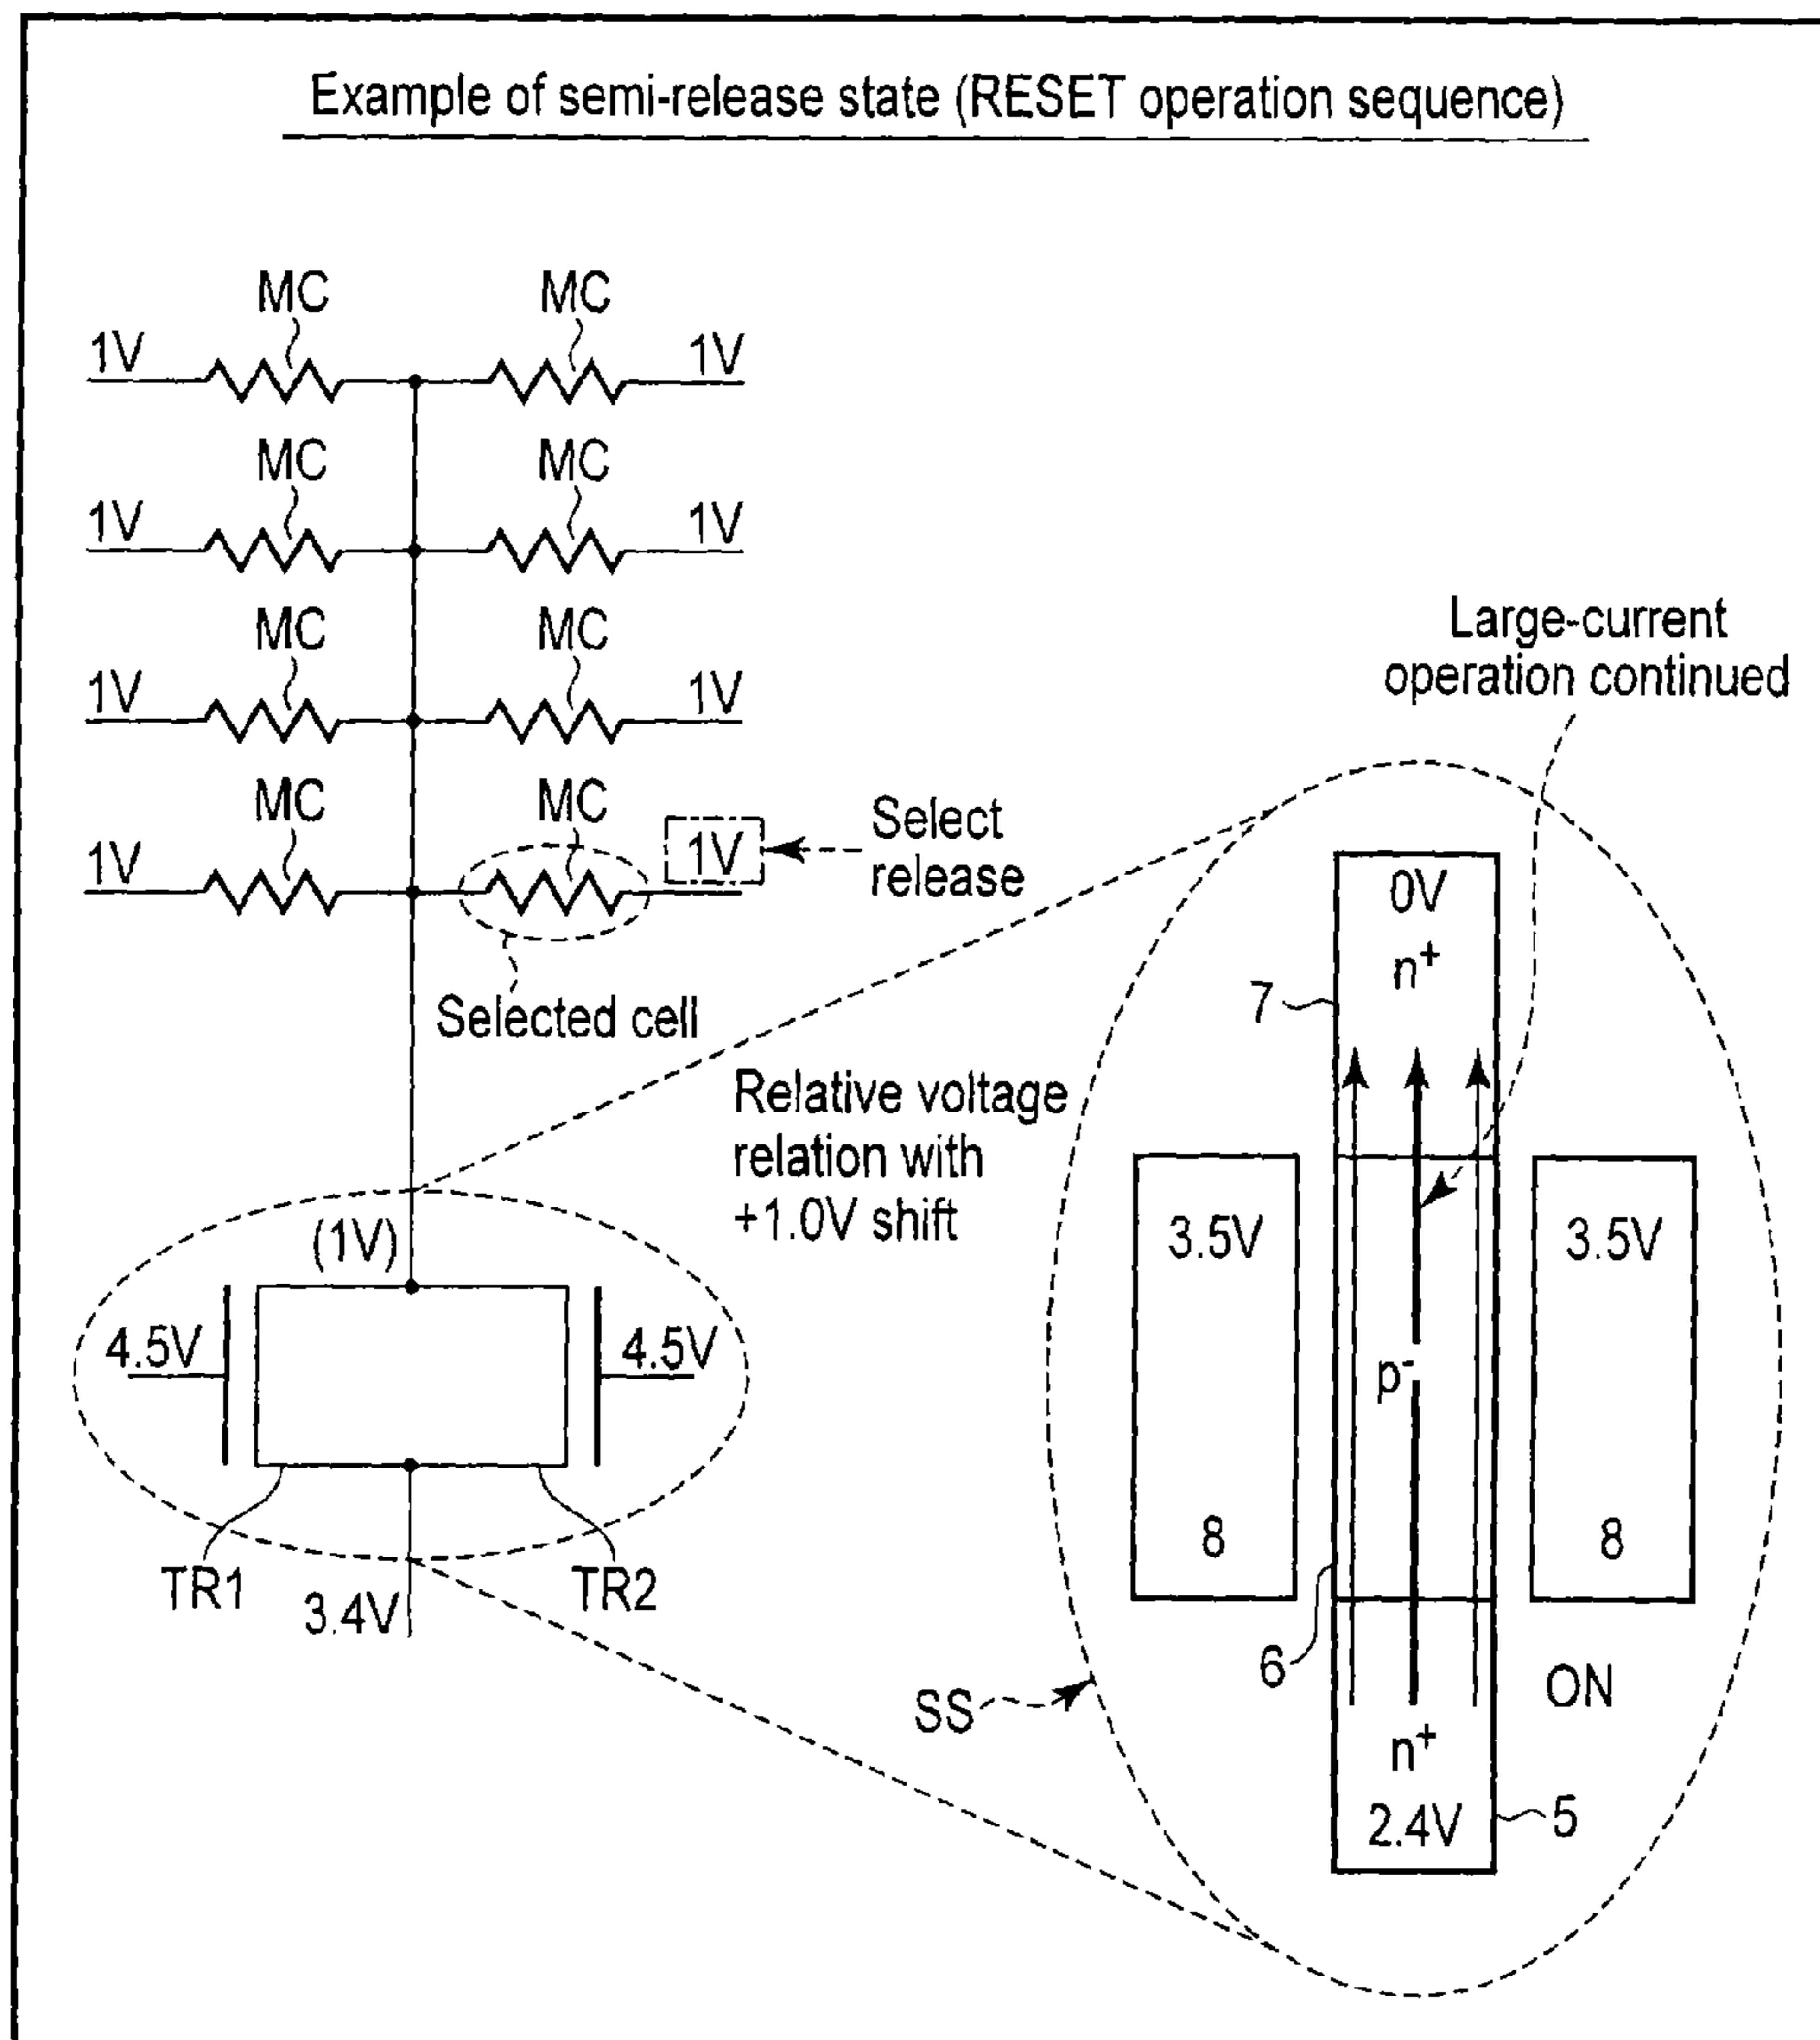 Example of semi-release state (RESET operation sequence)
MC MC
1V 1V
MC MC
1V 1V
MC MC
1V 1V
MC MC
1V 1V
Select
release
Selected cell
Large-current
operation continued
Relative voltage
relation with
+1.0V shift
(1V)
4.5V 4.5V
TR1 TR2
3.4V
0V
n+
7
3.5V 3.5V
p-
8 8
6
SS
ON
n+
2.4V
5